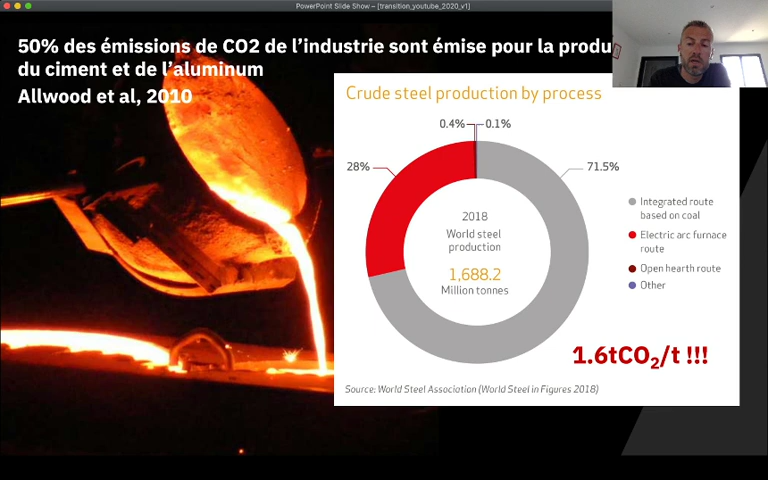 PowerPoint Slide Show – [transition_youtube_2020_v1]
50% des émissions de CO2 de l’industrie sont émise pour la produ
du ciment et de l’aluminum
Allwood et al, 2010
Crude steel production by process
0.4%
0.1%
28%
71.5%
2018
World steel
production
1,688.2
Million tonnes
Integrated route
based on coal
Electric arc furnace
route
Open hearth route
Other
1.6tCO₂/t !!!
Source: World Steel Association (World Steel in Figures 2018)